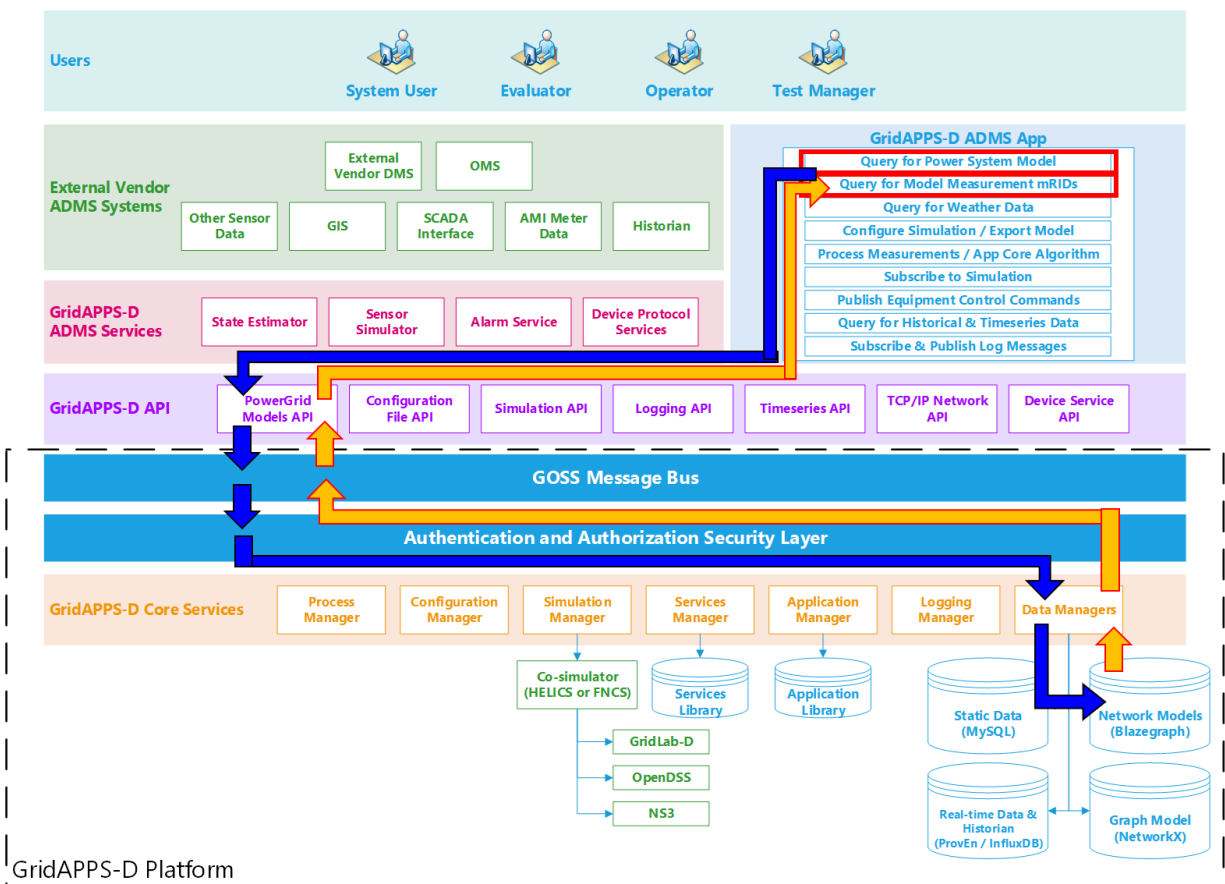 Users
System User
Evaluator
Operator
Test Manager
External Vendor
ADMS Systems
External
Vendor DMS
OMS
Other Sensor
Data
GIS
SCADA
Interface
AMI Meter
Data
Historian
GridAPPS-D ADMS App
Query for Power System Model
Query for Model Measurement mRIDs
Query for Weather Data
Configure Simulation / Export Model
Process Measurements / App Core Algorithm
Subscribe to Simulation
Publish Equipment Control Commands
Query for Historical & Timeseries Data
Subscribe & Publish Log Messages
GridAPPS-D
ADMS Services
State Estimator
Sensor
Simulator
Alarm Service
Device Protocol
Services
GridAPPS-D API
PowerGrid
Models API
Configuration
File API
Simulation API
Logging API
Timeseries API
TCP/IP Network
API
Device Service
API
GOSS Message Bus
Authentication and Authorization Security Layer
GridAPPS-D Core Services
Process
Manager
Configuration
Manager
Simulation
Manager
Services
Manager
Application
Manager
Logging
Manager
Data Managers
Co-simulator
(HELICS or FNCS)
Services
Library
Application
Library
GridLab-D
OpenDSS
NS3
Static Data
(MySQL)
Network Models
(Blazegraph)
Real-time Data &
Historian
(ProvEn / InfluxDB)
Graph Model
(NetworkX)
GridAPPS-D Platform